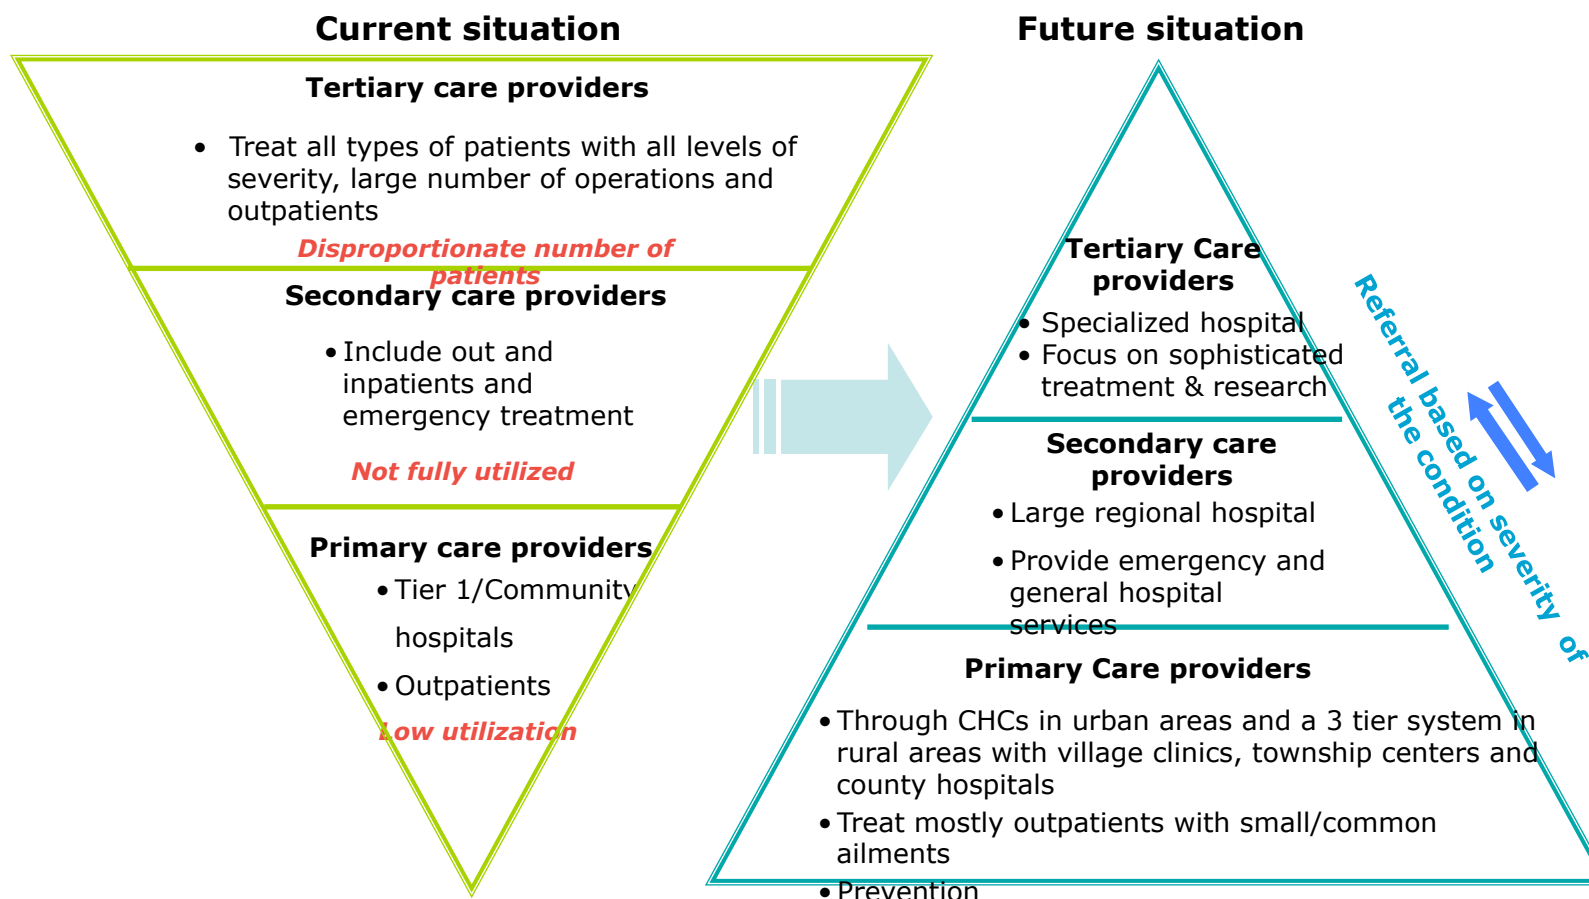 Current situation
Tertiary care providers
• Treat all types of patients with all levels of
severity, large number of operations and
outpatients
Disproportionate number of
patients
Secondary care providers
• Include out and
inpatients and
emergency treatment
Not fully utilized
Primary care providers
• Tier 1/Community
hospitals
• Outpatients
Low utilization
Future situation
Tertiary Care
providers
• Specialized hospital
• Focus on sophisticated
treatment & research
Secondary care
providers
• Large regional hospital
• Provide emergency and
general hospital
services
Primary Care providers
• Through CHCs in urban areas and a 3 tier system in
rural areas with village clinics, township centers and
county hospitals
• Treat mostly outpatients with small/common
ailments
• Prevention
Referral based on severity of
the condition